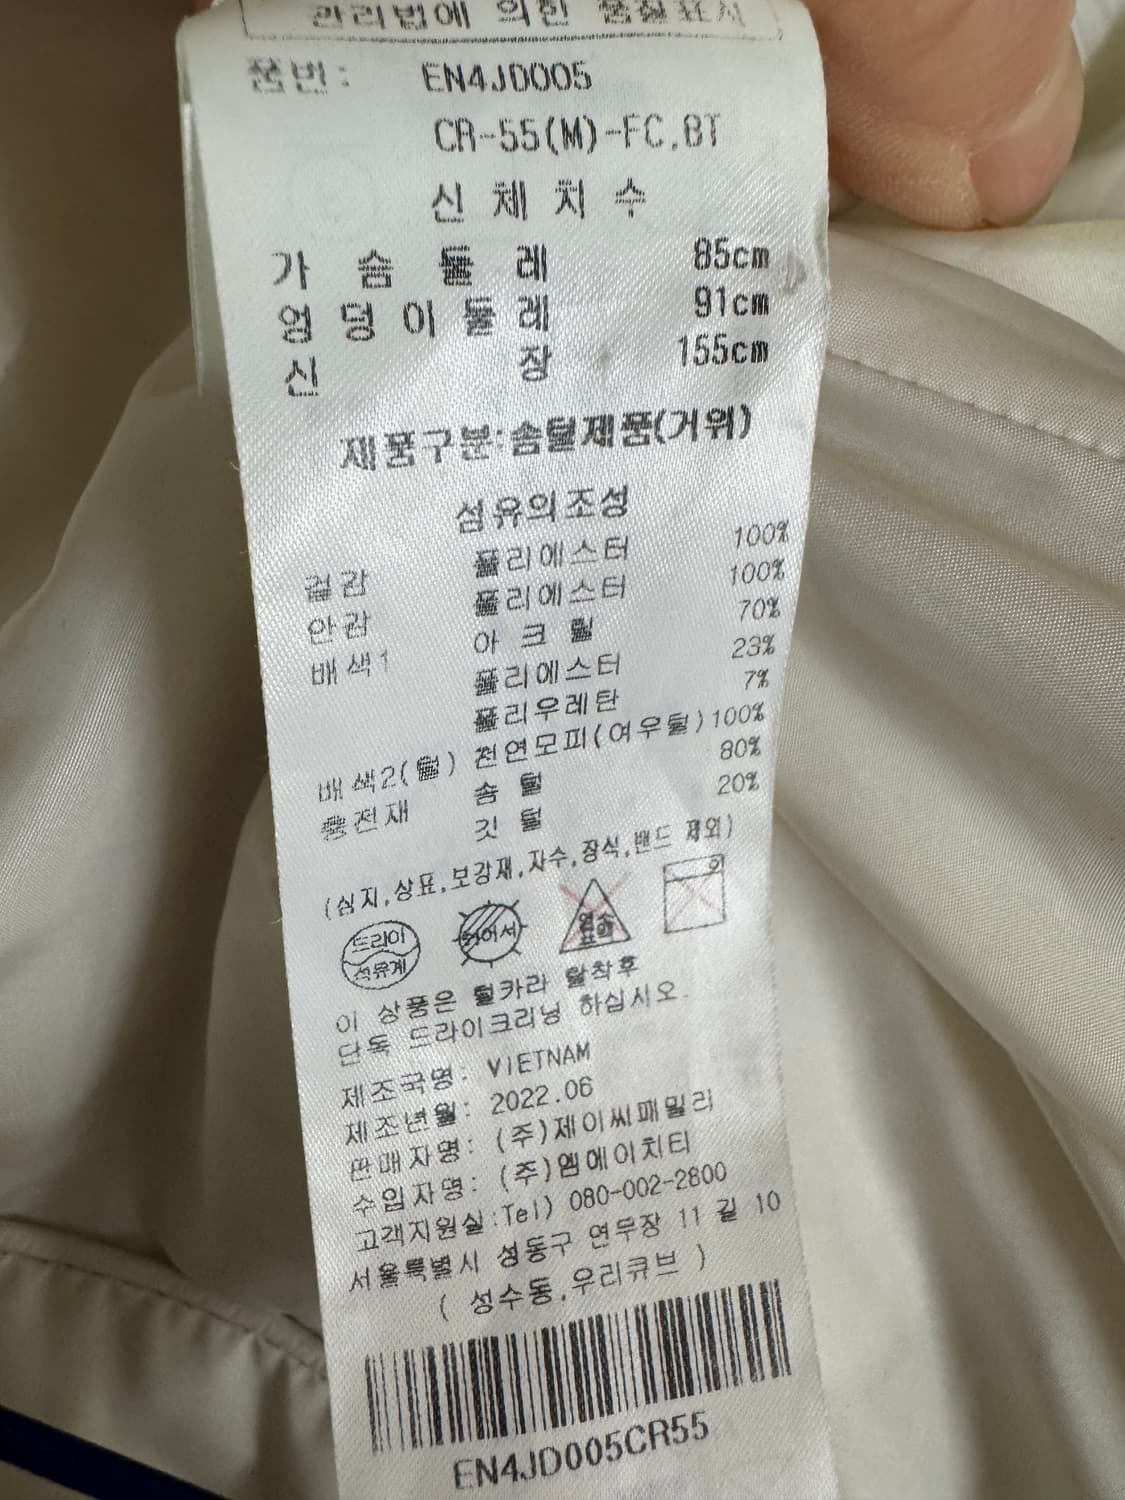 관리법에 의한 품질표시
품번: EN4JD005
CR-55(M)-FC,BT
신체치수
가슴둘레 85cm
엉덩이둘레 91cm
신장 155cm
제품구분:솜털제품(거위)
섬유의조성
겉감 폴리에스터 100%
안감 폴리에스터 100%
배색1 아크릴 70%
폴리에스터 23%
폴리우레탄 7%
배색2(털) 천연모피(여우털) 100%
충전재 솜털 80%
깃털 20%
(심지,상표,보강재,자수,장식,밴드 제외)
드라이
석유계
염소
표백
이 상품은 털카라 탈착후
단독 드라이크리닝 하십시오.
제조국명: VIETNAM
제조년월: 2022.06
판매자명: (주)제이씨패밀리
수입자명: (주)엠에이치티
고객지원실:Tel) 080-002-2800
서울특별시 성동구 연무장 11 길 10
( 성수동,우리큐브 )
EN4JD005CR55